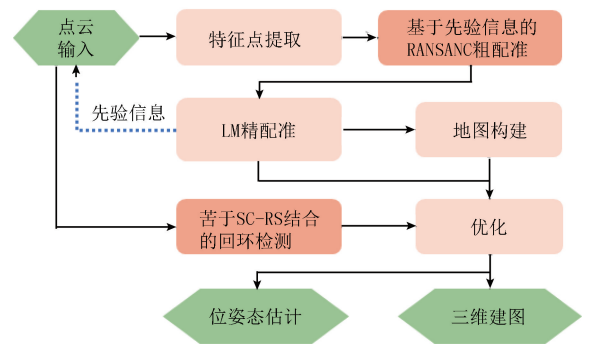 点云
输入
特征点提取
基于先验信息的
RANSANC粗配准
先验信息
LM精配准
地图构建
苦于SC-RS结合
的回环检测
优化
位姿态估计
三维建图